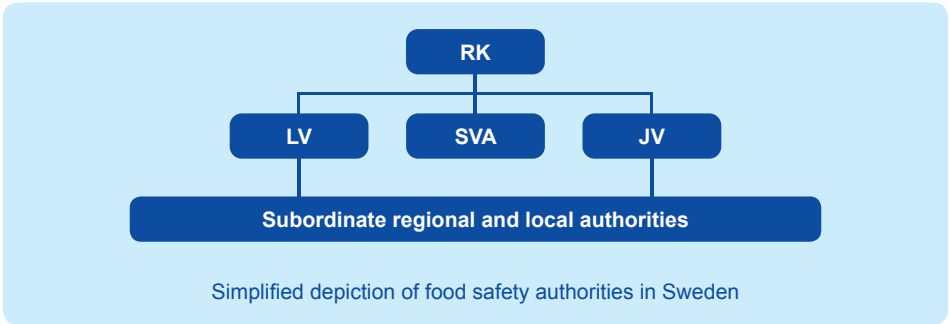 RK
LV
SVA
JV
Subordinate regional and local authorities
Simplified depiction of food safety authorities in Sweden